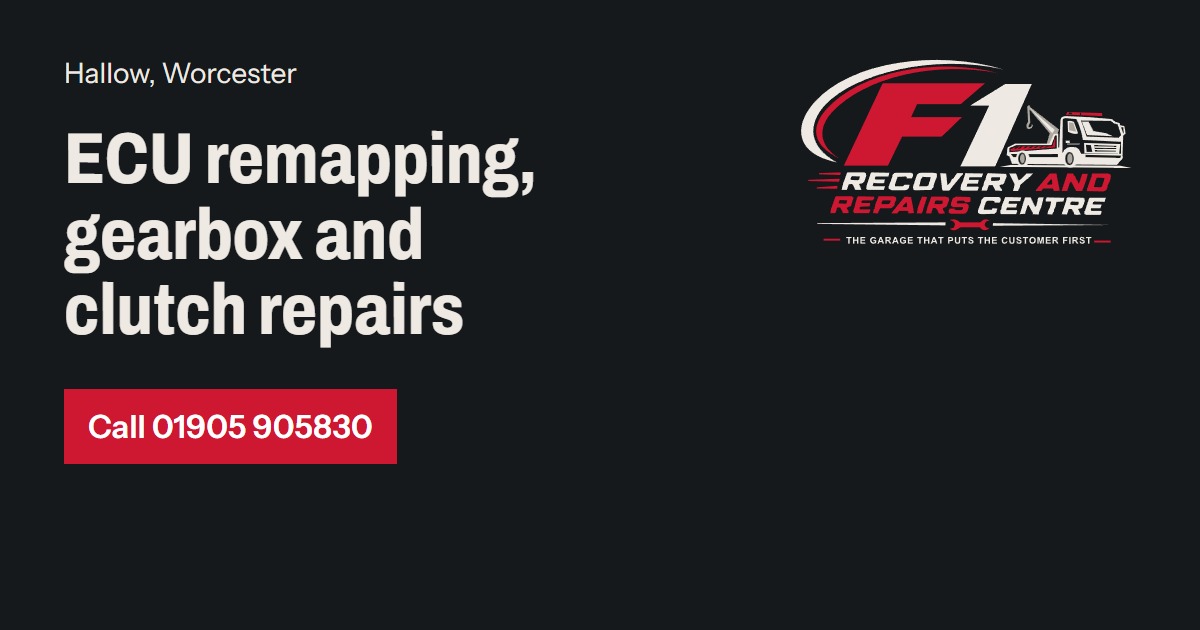 Hallow, Worcester
ECU remapping,
gearbox and
clutch repairs
Call 01905 905830
F1
RECOVERY AND
REPAIRS CENTRE
THE GARAGE THAT PUTS THE CUSTOMER FIRST